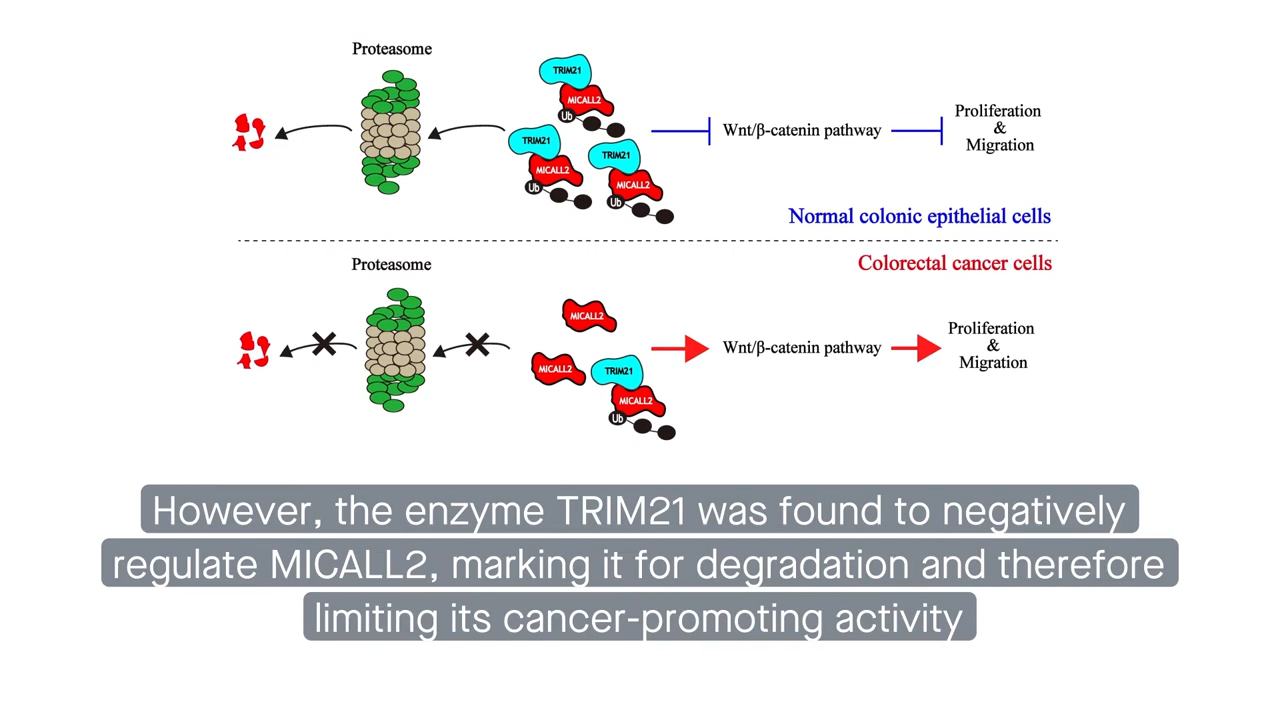 Proteasome
TRIM21
MICALL2
Ub
TRIM21
MICALL2
Ub
TRIM21
MICALL2
Ub
Wnt/β-catenin pathway
Proliferation
&
Migration
Normal colonic epithelial cells
Colorectal cancer cells
Proteasome
MICALL2
MICALL2
TRIM21
MICALL2
Ub
Wnt/β-catenin pathway
Proliferation
&
Migration
However, the enzyme TRIM21 was found to negatively
regulate MICALL2, marking it for degradation and therefore
limiting its cancer-promoting activity